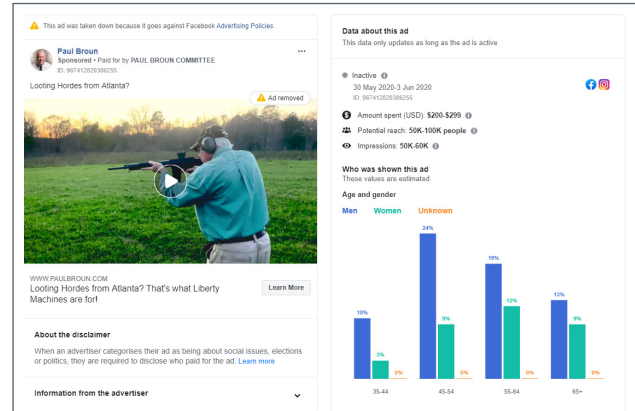 This ad was taken down because it goes against Facebook Advertising Policies.
Paul Broun
Sponsored • Paid for by PAUL BROUN COMMITTEE
ID: 967412820386255
Looting Hordes from Atlanta?
Ad removed
WWW.PAULBROUN.COM
Looting Hordes from Atlanta? That's what Liberty
Machines are for!
Learn More
About the disclaimer
When an advertiser categorises their ad as being about social issues, elections
or politics, they are required to disclose who paid for the ad. Learn more
Information from the advertiser
Data about this ad
This data only updates as long as the ad is active
Inactive
30 May 2020-3 Jun 2020
ID: 967412820386255
Amount spent (USD): $200-$299
Potential reach: 50K-100K people
Impressions: 50K-60K
Who was shown this ad
These values are estimated.
Age and gender
Men Women Unknown
10% 3% 0% 24% 9% 0% 19% 12% 0% 13% 9% 0%
35-44 45-54 55-64 65+